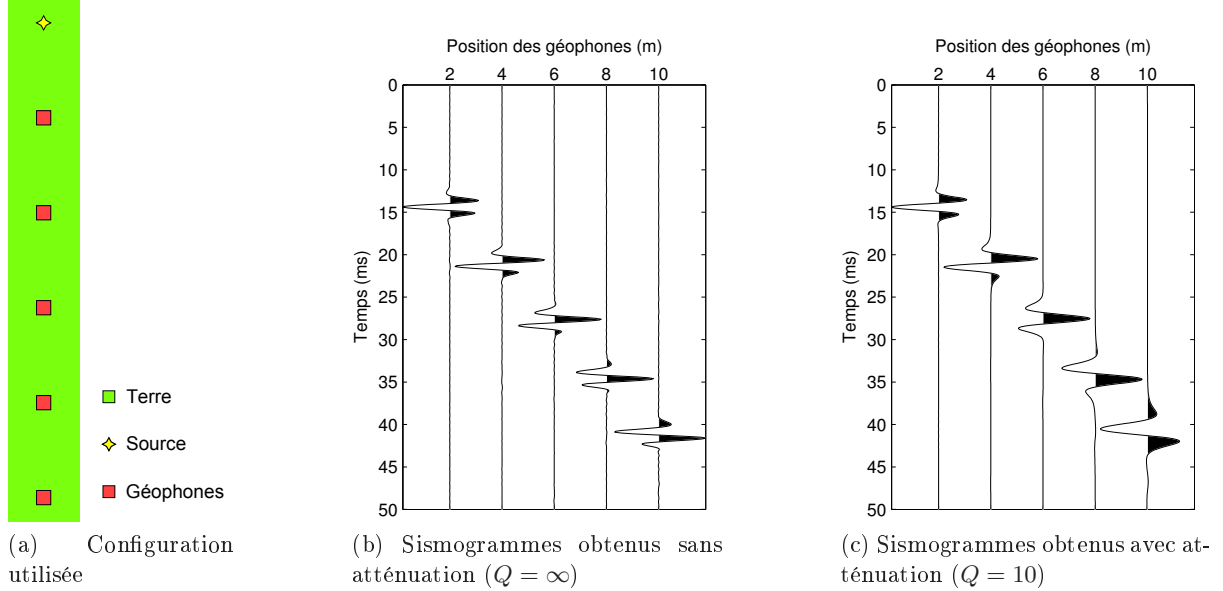 Terre
Source
Géophones
(a) Configuration
utilisée
Position des géophones (m)
2 4 6 8 10
Temps (ms)
0
5
10
15
20
25
30
35
40
45
50
(b) Sismogrammes obtenus sans
atténuation (Q = ∞)
Position des géophones (m)
2 4 6 8 10
Temps (ms)
0
5
10
15
20
25
30
35
40
45
50
(c) Sismogrammes obtenus avec at-
ténuation (Q = 10)